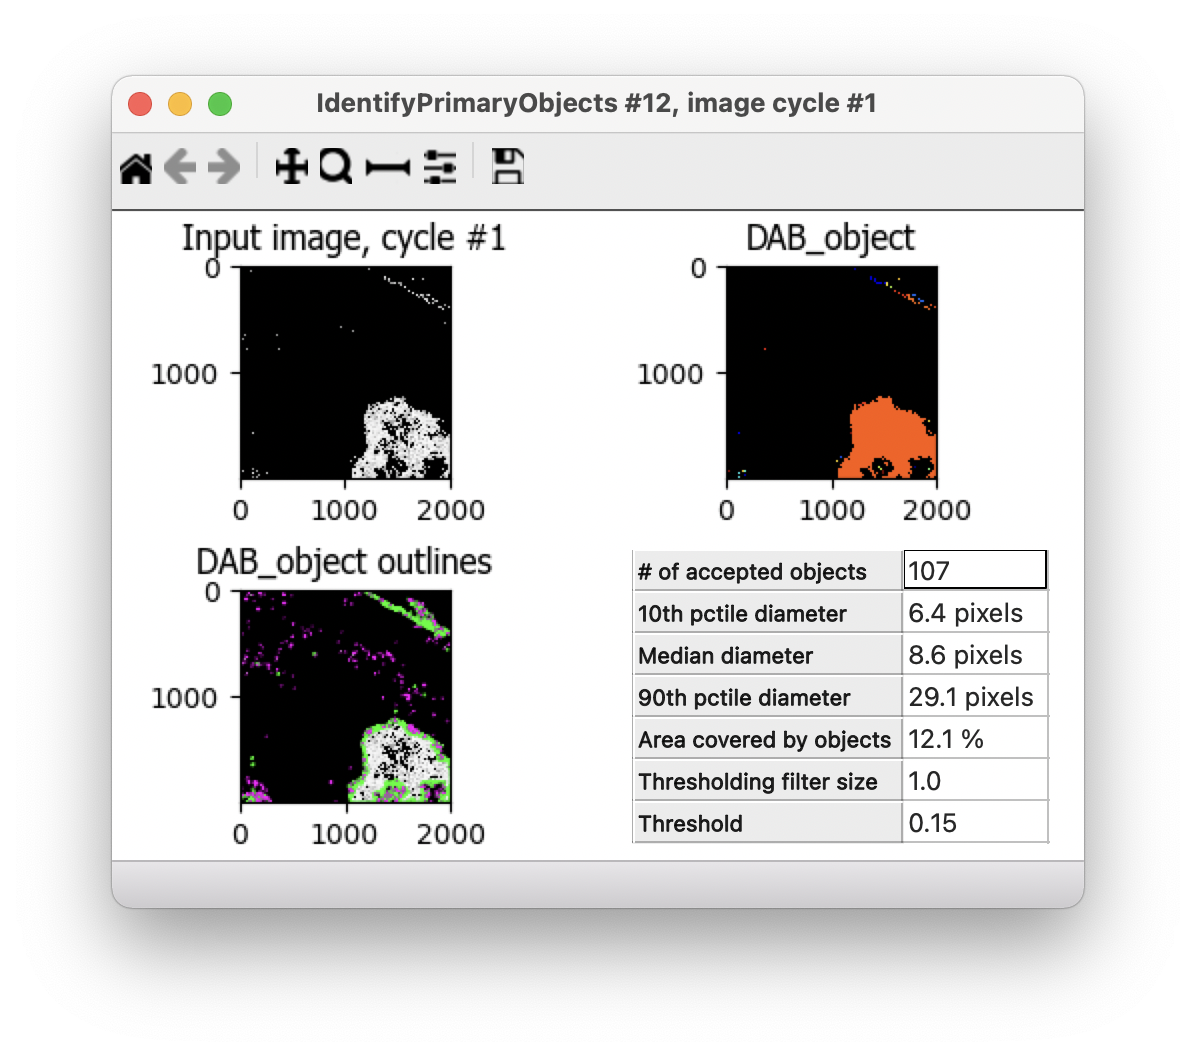 IdentifyPrimaryObjects #12, image cycle #1
Input image, cycle #1
0
1000
0 1000 2000
DAB_object
0
1000
0 1000 2000
DAB_object outlines
0
1000
0 1000 2000
# of accepted objects 107
10th pctile diameter 6.4 pixels
Median diameter 8.6 pixels
90th pctile diameter 29.1 pixels
Area covered by objects 12.1 %
Thresholding filter size 1.0
Threshold 0.15